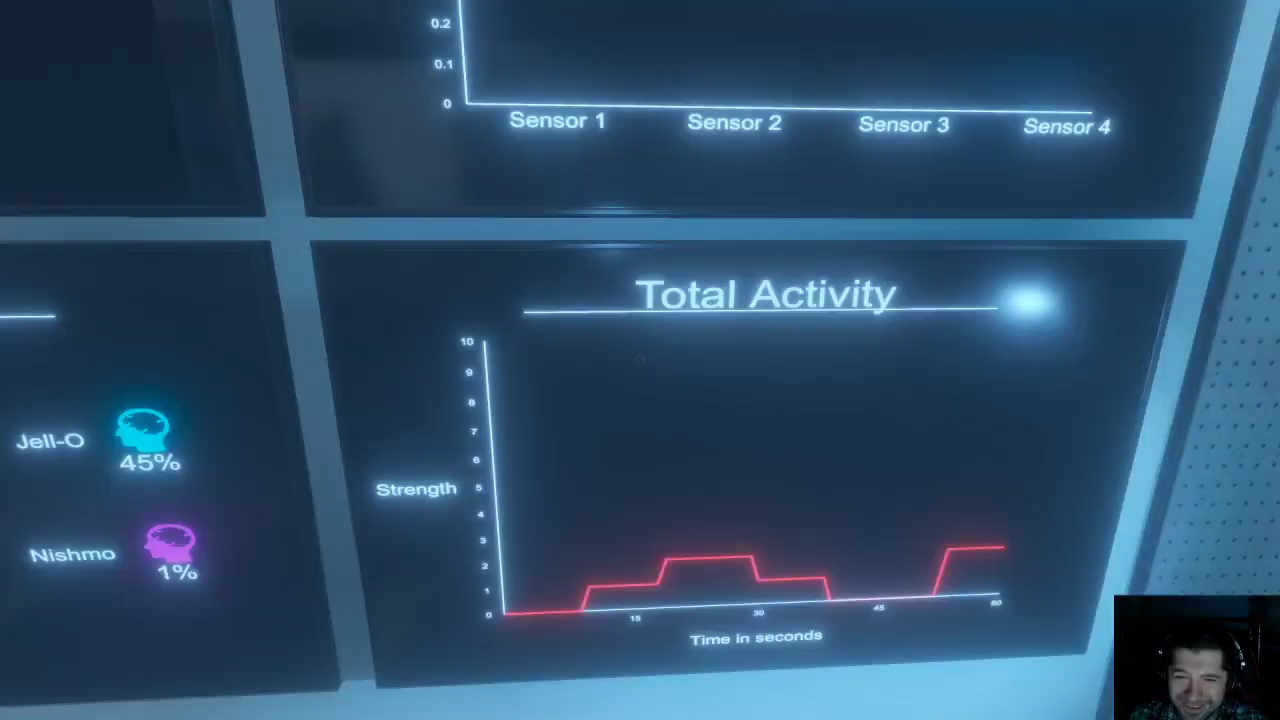 0.2
0.1
0
Sensor 1 Sensor 2 Sensor 3 Sensor 4
Total Activity
10
9
8
7
6
5
4
3
2
1
0
Strength
15 30 45 60
Time in seconds
Jell-O
45%
Nishmo
1%